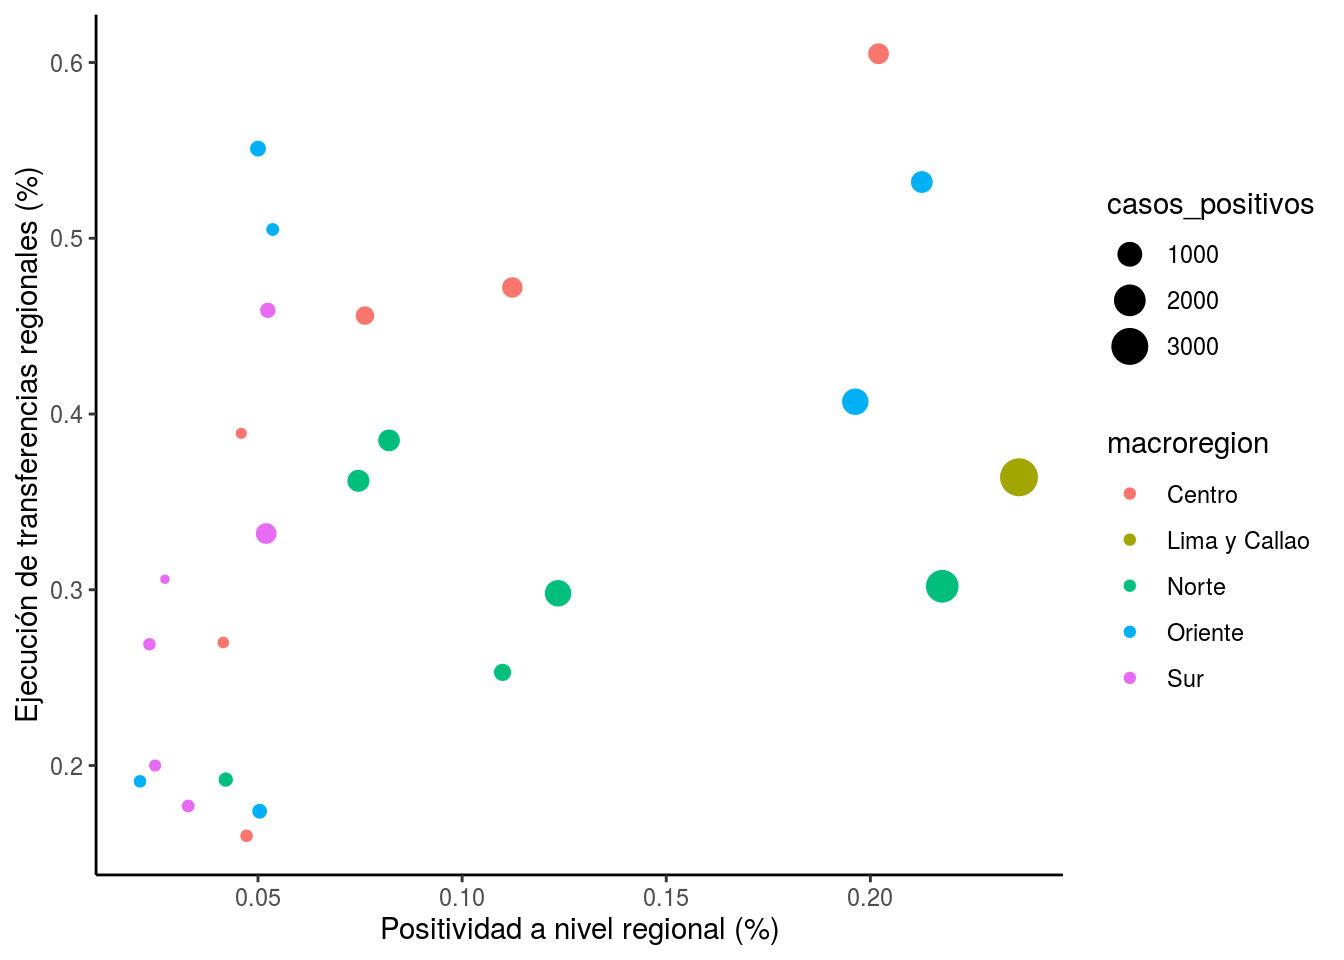 Ejecución de transferencias regionales (%)
0.6
0.5
0.4
0.3
0.2
0.05
0.10
0.15
0.20
Positividad a nivel regional (%)
casos_positivos
1000
2000
3000
macroregion
Centro
Lima y Callao
Norte
Oriente
Sur